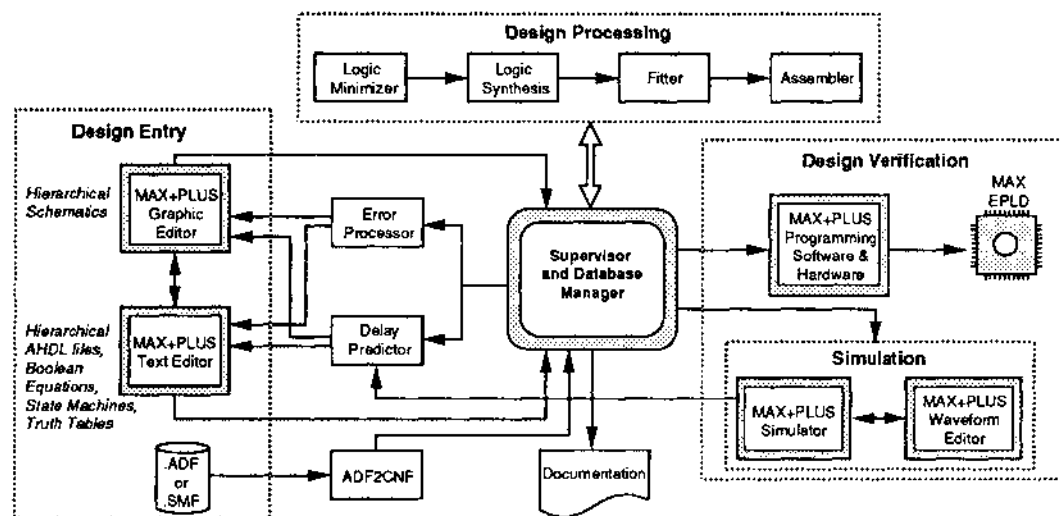 Design Processing
Logic
Minimizer
Logic
Synthesis
Fitter
Assembler
Design Entry
Hierarchical
Schematics
MAX+PLUS
Graphic
Editor
Error
Processor
Hierarchical
AHDL files,
Boolean
Equations,
State Machines,
Truth Tables
MAX+PLUS
Text Editor
Delay
Predictor
.ADF
or
.SMF
ADF2CNF
Supervisor
and Database
Manager
Documentation
Design Verification
MAX+PLUS
Programming
Software &
Hardware
MAX
EPLD
Simulation
MAX+PLUS
Simulator
MAX+PLUS
Waveform
Editor